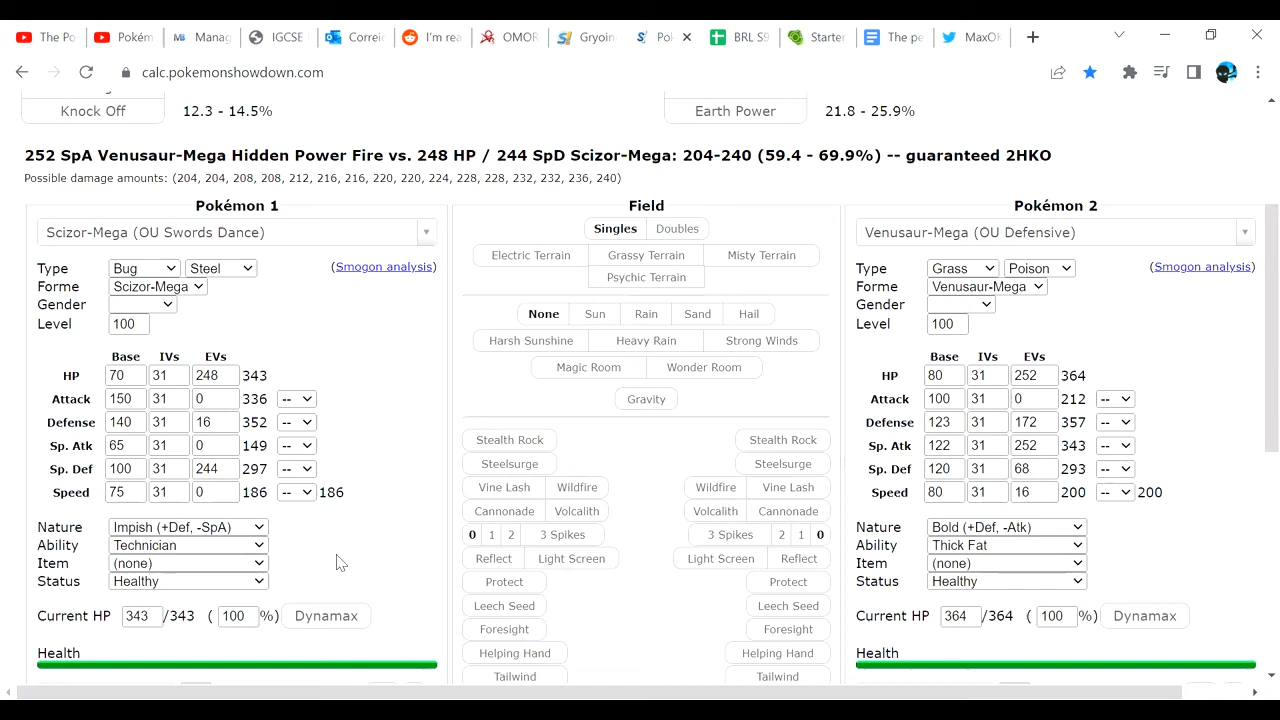 The Po
Pokém
Manag
IGCSE
Correi
I'm rea
OMOR
Gryoin
Pok
BRL S9
Starter
The pe
MaxOK
calc.pokemonshowdown.com
Knock Off 12.3 - 14.5% Earth Power 21.8 - 25.9%
252 SpA Venusaur-Mega Hidden Power Fire vs. 248 HP / 244 SpD Scizor-Mega: 204-240 (59.4 - 69.9%) -- guaranteed 2HKO
Possible damage amounts: (204, 204, 208, 208, 212, 216, 216, 220, 220, 224, 228, 228, 232, 232, 236, 240)
Pokémon 1
Scizor-Mega (OU Swords Dance)
Type Bug Steel (Smogon analysis)
Forme Scizor-Mega
Gender
Level 100
Base IVs EVs
HP 70 31 248 343
Attack 150 31 0 336 --
Defense 140 31 16 352 --
Sp. Atk 65 31 0 149 --
Sp. Def 100 31 244 297 --
Speed 75 31 0 186 -- 186
Nature Impish (+Def, -SpA)
Ability Technician
Item (none)
Status Healthy
Current HP 343 /343 ( 100 %) Dynamax
Health
Field
Singles Doubles
Electric Terrain Grassy Terrain Misty Terrain
Psychic Terrain
None Sun Rain Sand Hail
Harsh Sunshine Heavy Rain Strong Winds
Magic Room Wonder Room
Gravity
Stealth Rock Stealth Rock
Steelsurge Steelsurge
Vine Lash Wildfire Wildfire Vine Lash
Cannonade Volcalith Volcalith Cannonade
0 1 2 3 Spikes 3 Spikes 2 1 0
Reflect Light Screen Light Screen Reflect
Protect Protect
Leech Seed Leech Seed
Foresight Foresight
Helping Hand Helping Hand
Tailwind Tailwind
Pokémon 2
Venusaur-Mega (OU Defensive)
Type Grass Poison (Smogon analysis)
Forme Venusaur-Mega
Gender
Level 100
Base IVs EVs
HP 80 31 252 364
Attack 100 31 0 212 --
Defense 123 31 172 357 --
Sp. Atk 122 31 252 343 --
Sp. Def 120 31 68 293 --
Speed 80 31 16 200 -- 200
Nature Bold (+Def, -Atk)
Ability Thick Fat
Item (none)
Status Healthy
Current HP 364 /364 ( 100 %) Dynamax
Health